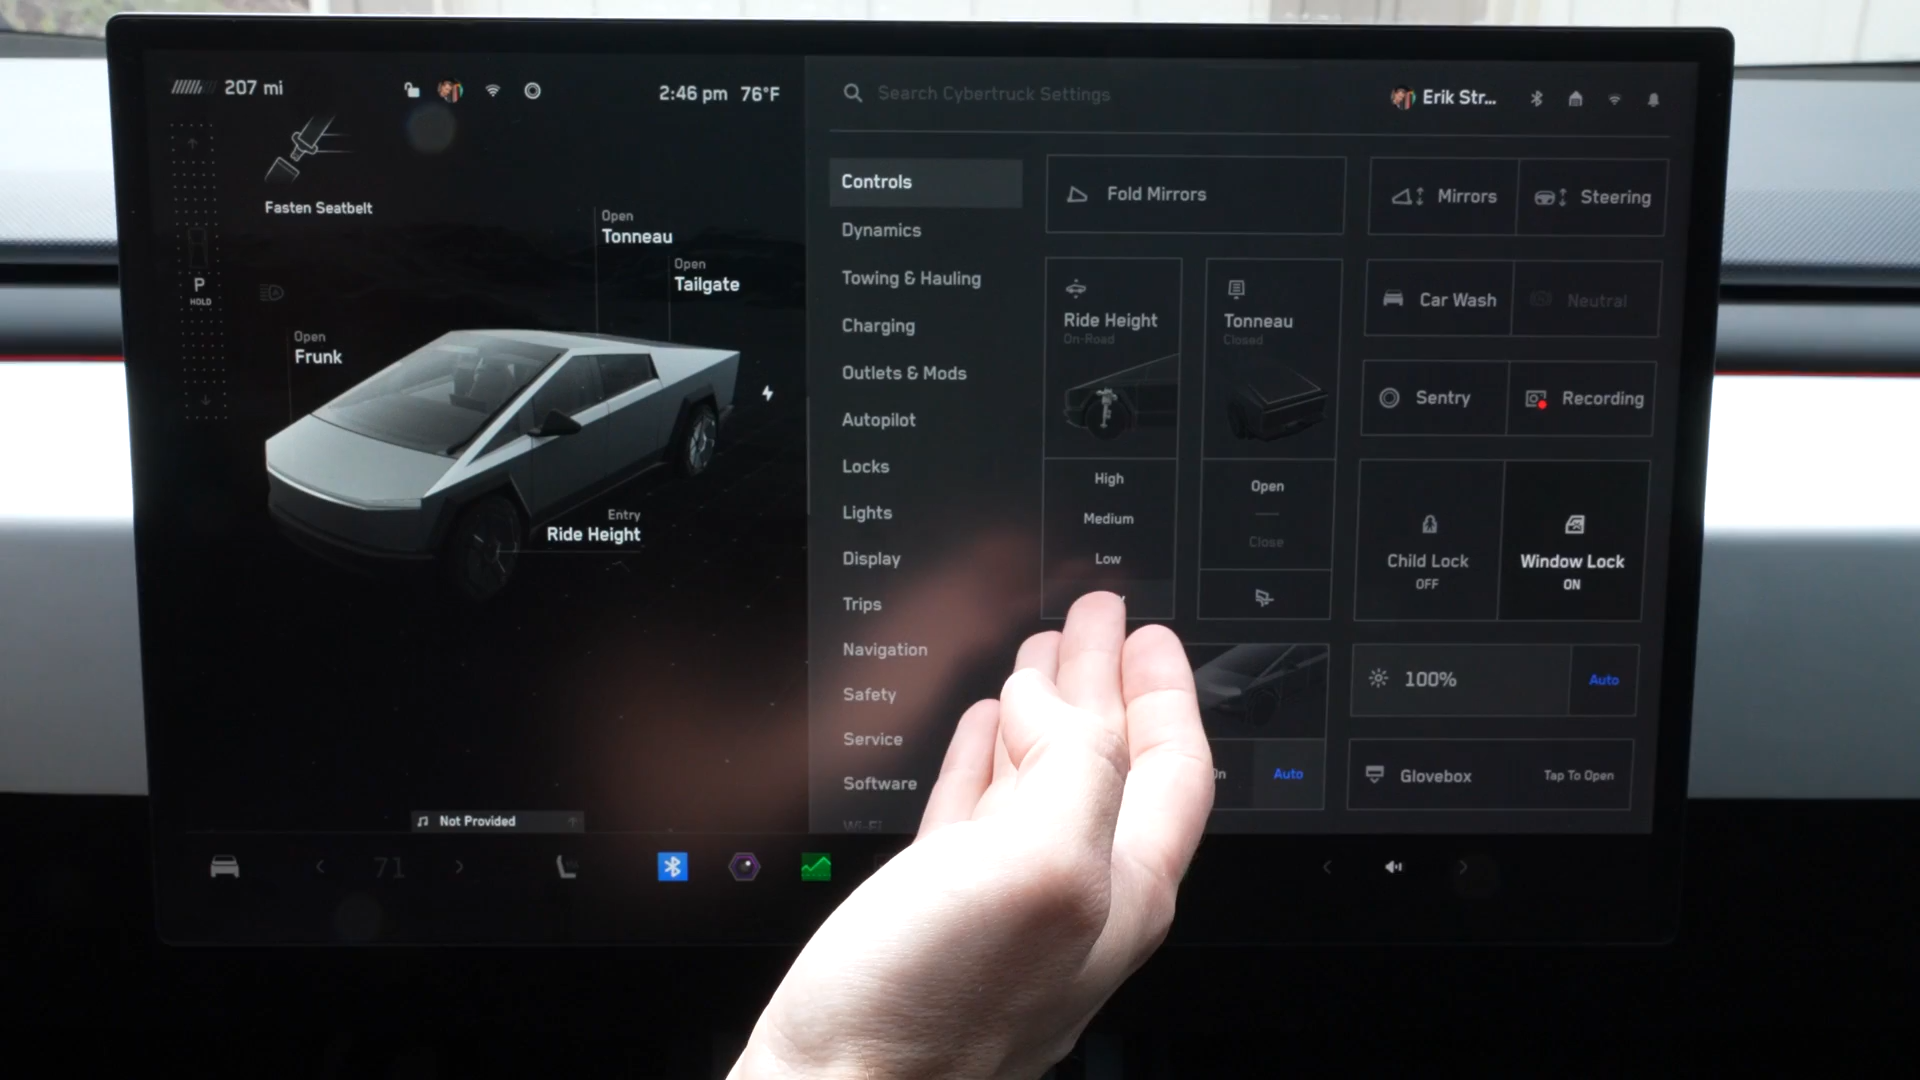 207 mi
2:46 pm 76°F
Fasten Seatbelt
P
HOLD
Open
Tonneau
Open
Tailgate
Open
Frunk
Entry
Ride Height
Not Provided
71
Search Cybertruck Settings
Erik Str...
Controls
Dynamics
Towing & Hauling
Charging
Outlets & Mods
Autopilot
Locks
Lights
Display
Trips
Navigation
Safety
Service
Software
Wi-Fi
Fold Mirrors
Mirrors
Steering
Ride Height
On-Road
High
Medium
Low
Tonneau
Closed
Open
Close
Car Wash
Neutral
Sentry
Recording
Child Lock
OFF
Window Lock
ON
Auto
100%
Auto
Glovebox
Tap To Open